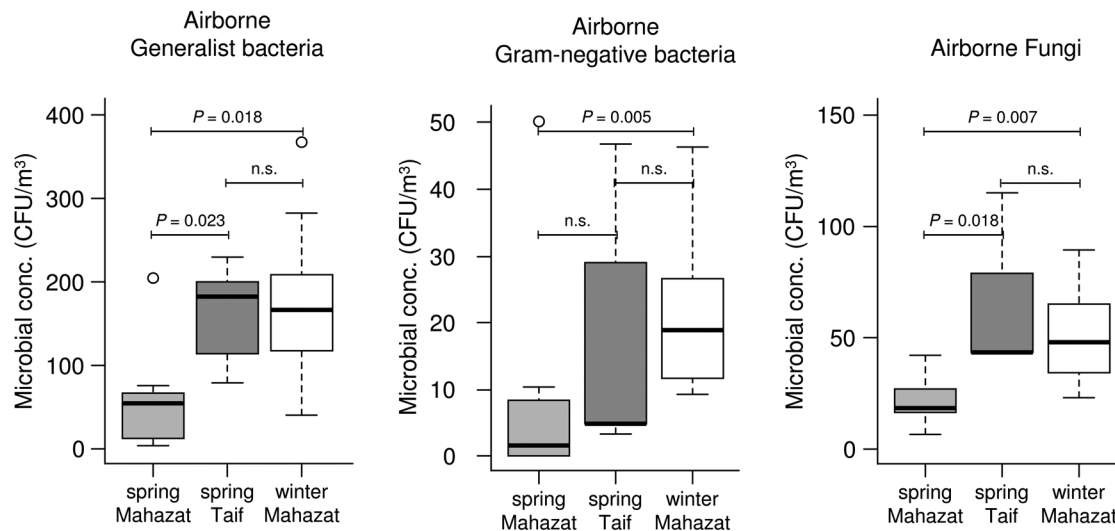 Airborne
Generalist bacteria
Microbial conc. (CFU/m³)
400
300
200
100
0
P = 0.018
n.s.
P = 0.023
spring
Mahazat
spring
Taif
winter
Mahazat
Airborne
Gram-negative bacteria
Microbial conc. (CFU/m³)
50
40
30
20
10
0
P = 0.005
n.s.
n.s.
spring
Mahazat
spring
Taif
winter
Mahazat
Airborne Fungi
Microbial conc. (CFU/m³)
150
100
50
0
P = 0.007
n.s.
P = 0.018
spring
Mahazat
spring
Taif
winter
Mahazat